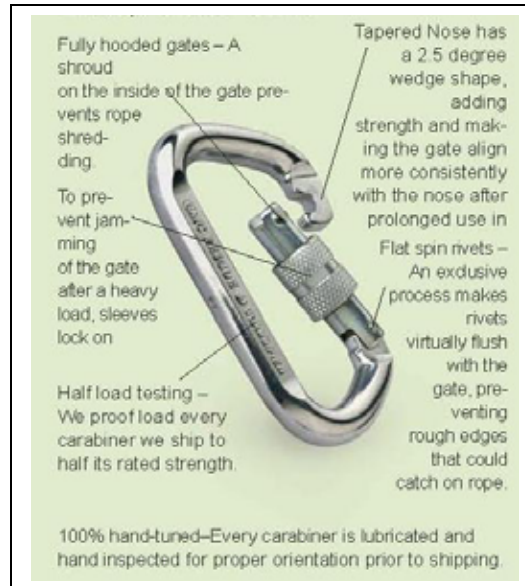 Fully hooded gates – A
shroud
on the inside of the gate pre-
vents rope
shred-
ding.
To pre-
vent jam-
ming
of the gate
after a heavy
load, sleeves
lock on
Half load testing –
We proof load every
carabiner we ship to
half its rated strength.
Tapered Nose has
a 2.5 degree
wedge shape,
adding
strength and mak-
ing the gate align
more consistently
with the nose after
prolonged use in
Flat spin rivets –
An exclusive
process makes
rivets
virtually flush
with the
gate, pre-
venting
rough edges
that could
catch on rope.
100% hand-tuned–Every carabiner is lubricated and
hand inspected for proper orientation prior to shipping.